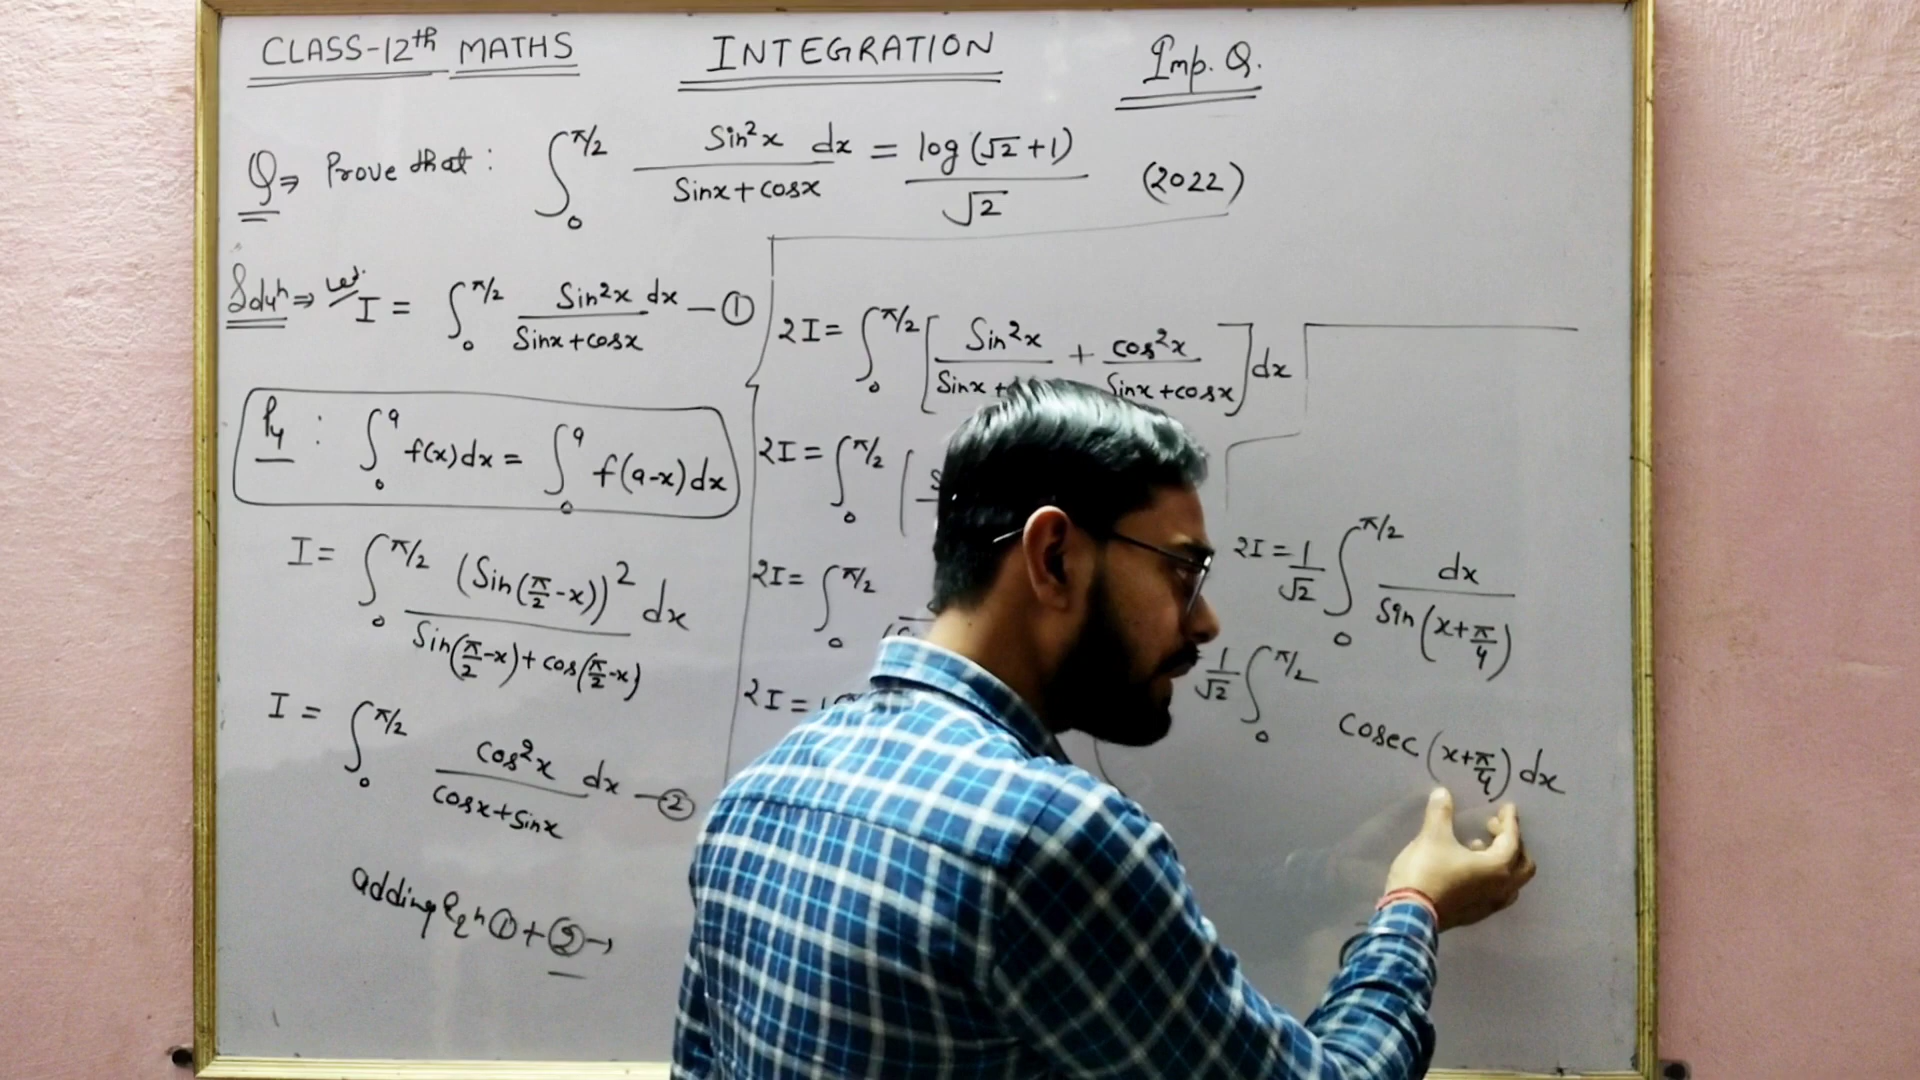 CLASS-12th MATHS INTEGRATION Imp. Q.
Q⇒ Prove that : ∫₀^π/2 Sin²x dx / Sinx+cosx = log(√2+1) / √2 (2022)
Soluⁿ⇒ let I = ∫₀^π/2 Sin²x dx / Sinx+cosx — ①
P₄ : ∫₀^a f(x)dx = ∫₀^a f(a-x)dx
I = ∫₀^π/2 (Sin(π/2-x))² dx / Sin(π/2-x)+cos(π/2-x)
I = ∫₀^π/2 cos²x dx / cosx+sinx — ②
adding Eqⁿ ①+②→
2I = ∫₀^π/2 [Sin²x / Sinx + + cos²x / Sinx+cosx] dx
2I = ∫₀^π/2 (
2I = ∫₀^π/2
2I =
2I = 1/√2 ∫₀^π/2 dx / Sin(x+π/4)
1/√2 ∫₀^π/2 cosec(x+π/4)dx